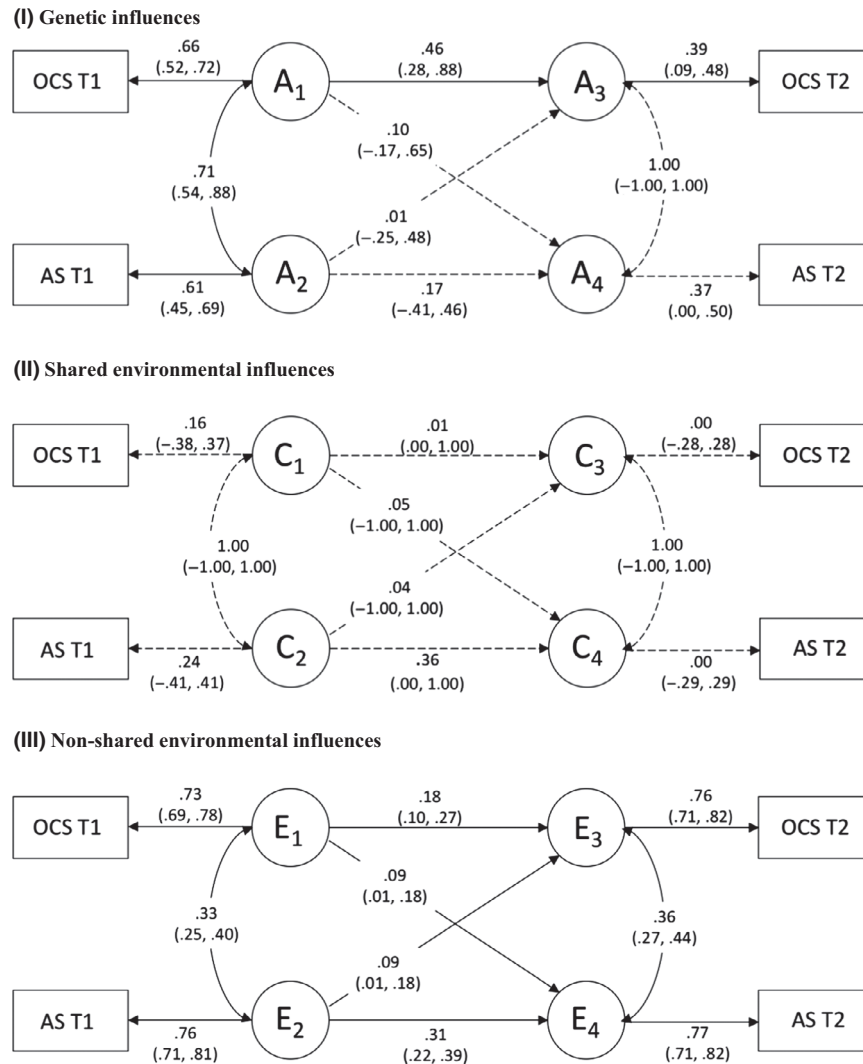 (I) Genetic influences
.66
(.52, .72)
.46
(.28, .88)
.39
(.09, .48)
OCS T1
A1
A3
OCS T2
.10
(−.17, .65)
.71
(.54, .88)
1.00
(−1.00, 1.00)
.01
(−.25, .48)
AS T1
A2
A4
AS T2
.61
(.45, .69)
.17
(−.41, .46)
.37
(.00, .50)
(II) Shared environmental influences
.16
(−.38, .37)
.01
(.00, 1.00)
.00
(−.28, .28)
OCS T1
C1
C3
OCS T2
.05
(−1.00, 1.00)
1.00
(−1.00, 1.00)
1.00
(−1.00, 1.00)
.04
(−1.00, 1.00)
AS T1
C2
C4
AS T2
.24
(−.41, .41)
.36
(.00, 1.00)
.00
(−.29, .29)
(III) Non-shared environmental influences
.73
(.69, .78)
.18
(.10, .27)
.76
(.71, .82)
OCS T1
E1
E3
OCS T2
.09
(.01, .18)
.33
(.25, .40)
.36
(.27, .44)
.09
(.01, .18)
AS T1
E2
E4
AS T2
.76
(.71, .81)
.31
(.22, .39)
.77
(.71, .82)